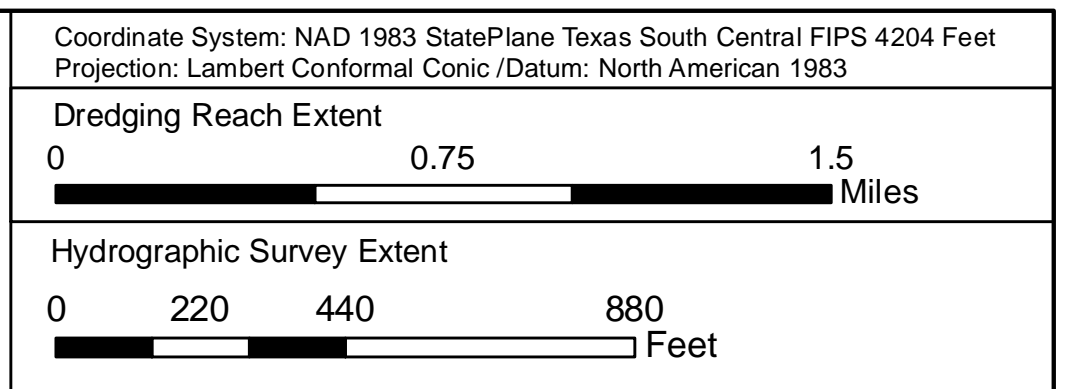 Coordinate System: NAD 1983 StatePlane Texas South Central FIPS 4204 Feet
Projection: Lambert Conformal Conic /Datum: North American 1983
Dredging Reach Extent
0 0.75 1.5
Miles
Hydrographic Survey Extent
0 220 440 880
Feet